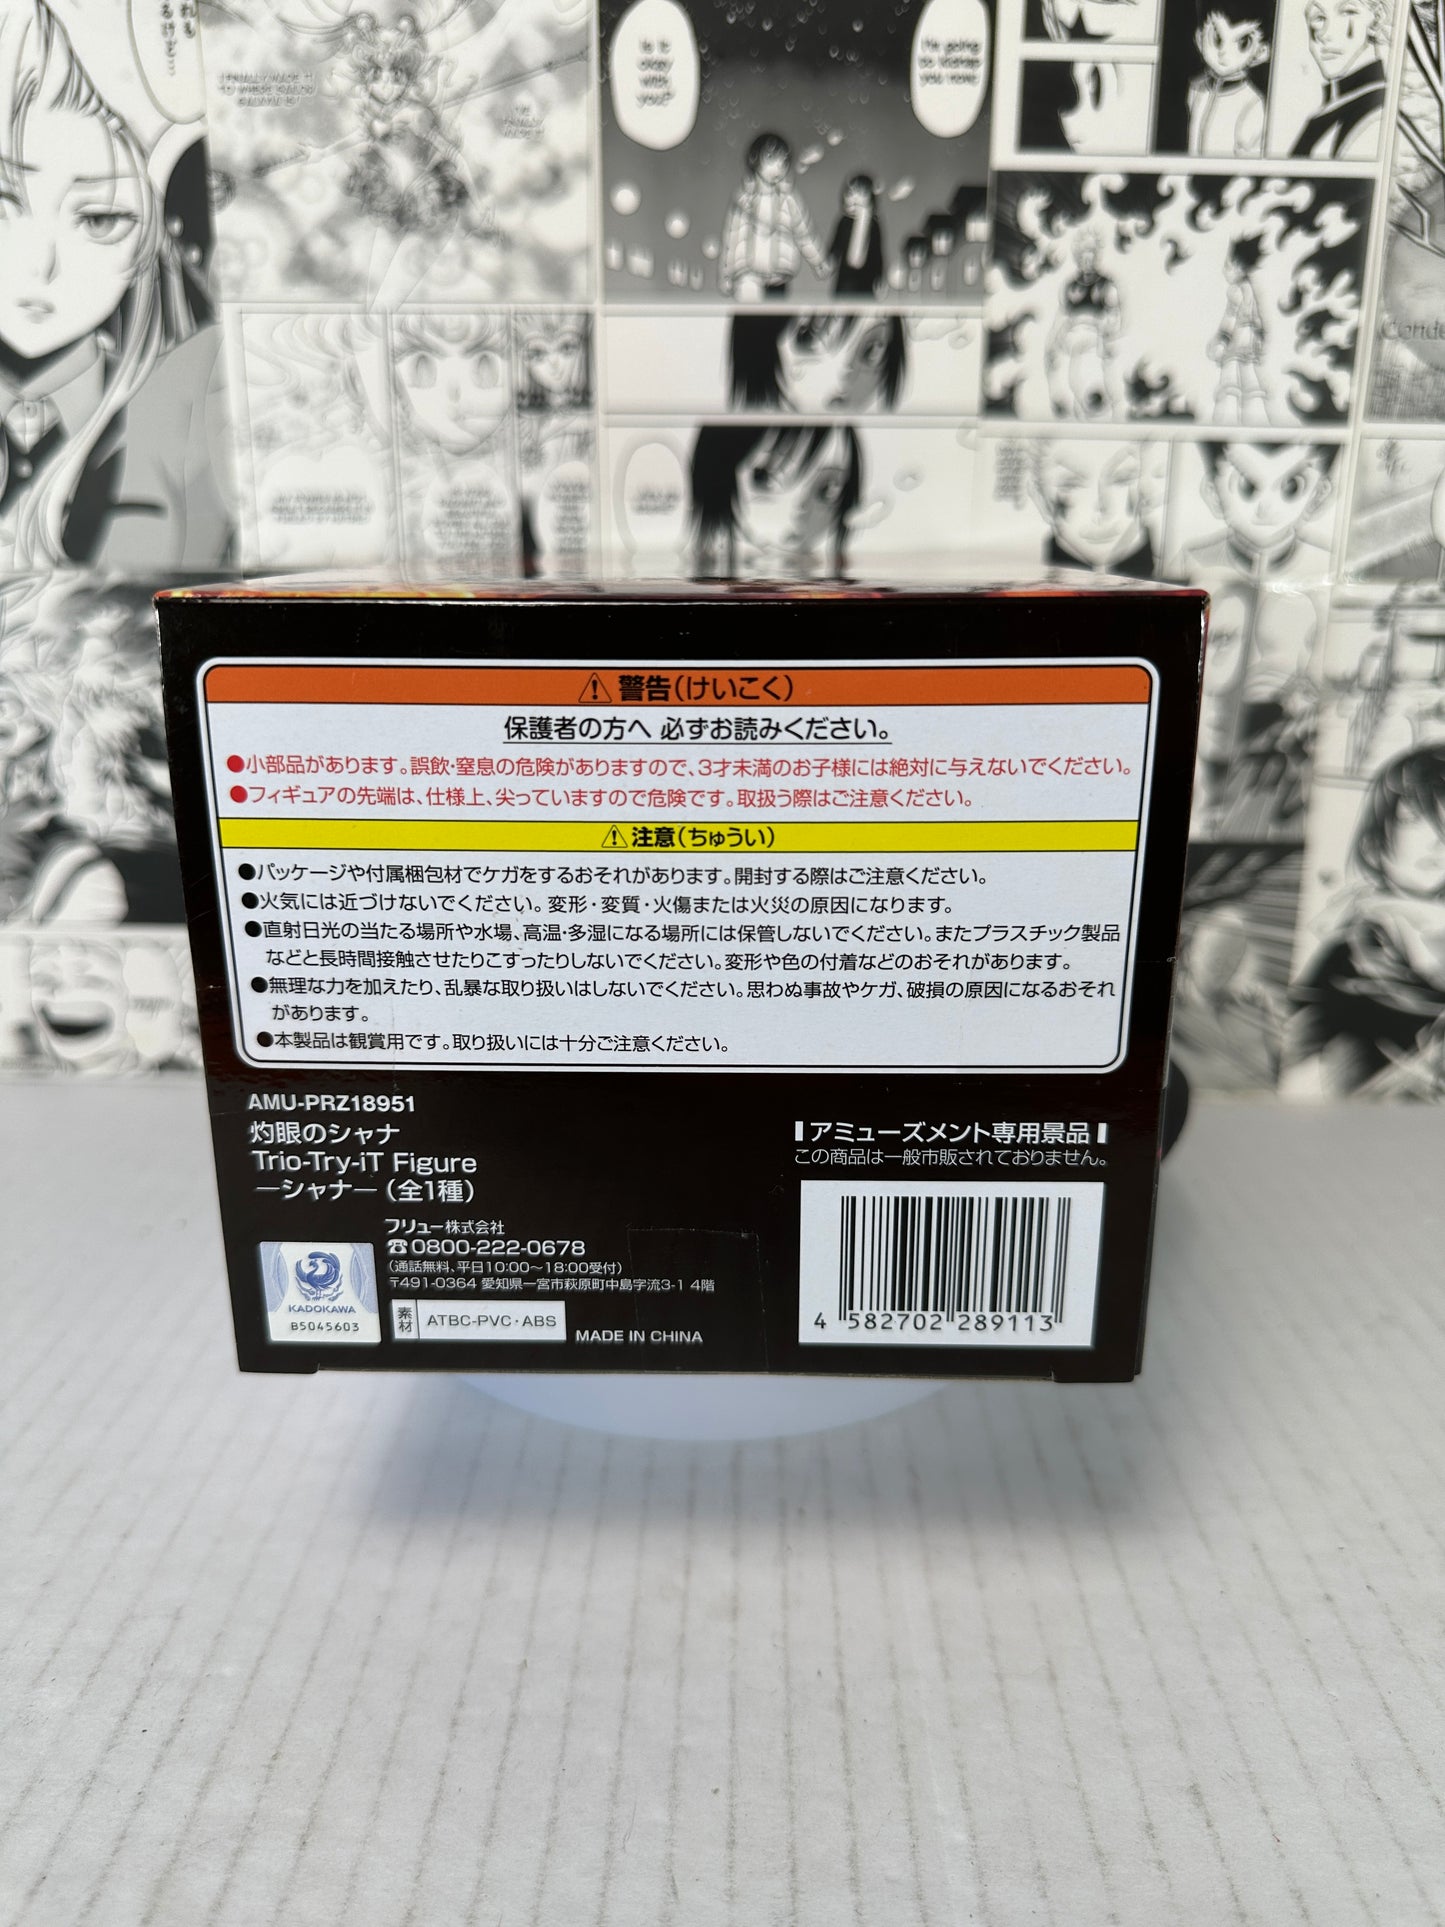 れも
るけど…
Is it
okay
with
you?
I'm going
to kidnap
you now.
⚠警告(けいこく)
保護者の方へ 必ずお読みください。
●小部品があります。誤飲・窒息の危険がありますので、3才未満のお子様には絶対に与えないでください。
●フィギュアの先端は、仕様上、尖っていますので危険です。取扱う際はご注意ください。
⚠注意(ちゅうい)
●パッケージや付属梱包材でケガをするおそれがあります。開封する際はご注意ください。
●火気には近づけないでください。変形・変質・火傷または火災の原因になります。
●直射日光の当たる場所や水場、高温・多湿になる場所には保管しないでください。またプラスチック製品
などと長時間接触させたりこすったりしないでください。変形や色の付着などのおそれがあります。
●無理な力を加えたり、乱暴な取り扱いはしないでください。思わぬ事故やケガ、破損の原因になるおそれ
があります。
●本製品は観賞用です。取り扱いには十分ご注意ください。
AMU-PRZ18951
灼眼のシャナ
Trio-Try-iT Figure
―シャナ―(全1種)
フリュー株式会社
☎0800-222-0678
(通話無料、平日10:00～18:00受付)
〒491-0364 愛知県一宮市萩原町中島字流3-1 4階
KADOKAWA
B5045603
素材
ATBC-PVC・ABS
MADE IN CHINA
アミューズメント専用景品
この商品は一般市販されておりません。
4 582702 289113